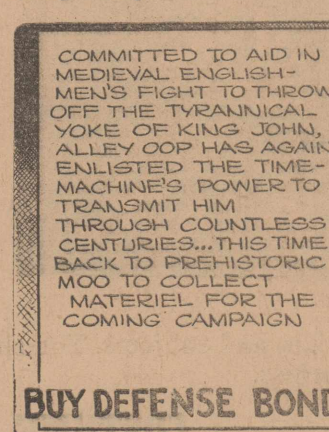 COMMITTED TO AID IN
MEDIEVAL ENGLISH-
MEN'S FIGHT TO THROW
OFF THE TYRANNICAL
YOKE OF KING JOHN,
ALLEY OOP HAS AGAIN
ENLISTED THE TIME-
MACHINE'S POWER TO
TRANSMIT HIM
THROUGH COUNTLESS
CENTURIES...THIS TIME
BACK TO PREHISTORIC
MOO TO COLLECT
MATERIEL FOR THE
COMING CAMPAIGN
BUY DEFENSE BOND